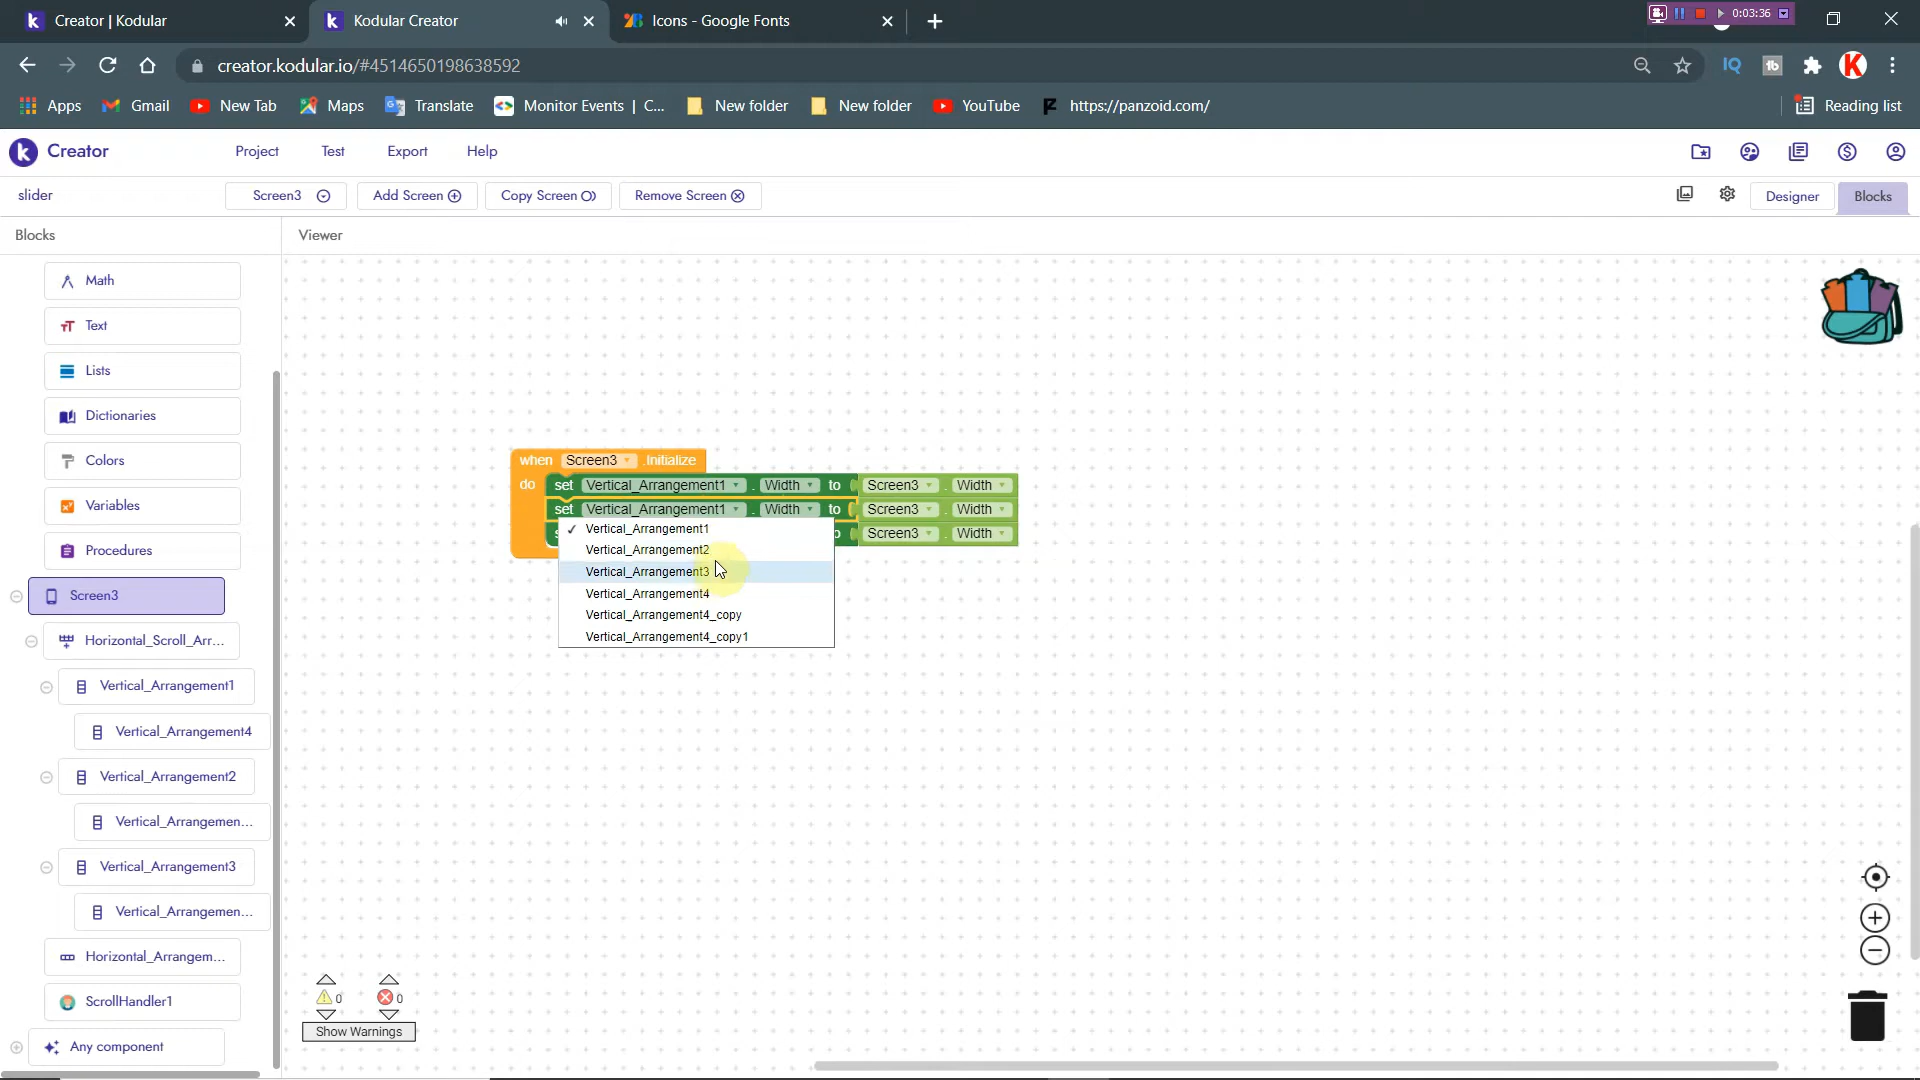 Creator | Kodular
Kodular Creator
Icons - Google Fonts
0:03:36
creator.kodular.io/#4514650198638592
Apps
Gmail
New Tab
Maps
Translate
Monitor Events | C...
New folder
New folder
YouTube
https://panzoid.com/
Reading list
Creator
Project
Test
Export
Help
slider
Screen3
Add Screen
Copy Screen
Remove Screen
Designer
Blocks
Blocks
Viewer
Math
Text
Lists
Dictionaries
Colors
Variables
Procedures
Screen3
Horizontal_Scroll_Arr...
Vertical_Arrangement1
Vertical_Arrangement4
Vertical_Arrangement2
Vertical_Arrangemen...
Vertical_Arrangement3
Vertical_Arrangemen...
Horizontal_Arrangem...
ScrollHandler1
Any component
when Screen3 .Initialize
do set Vertical_Arrangement1 . Width to Screen3 . Width
set Vertical_Arrangement1 . Width to Screen3 . Width
Screen3 . Width
Vertical_Arrangement1
Vertical_Arrangement2
Vertical_Arrangement3
Vertical_Arrangement4
Vertical_Arrangement4_copy
Vertical_Arrangement4_copy1
0
0
Show Warnings